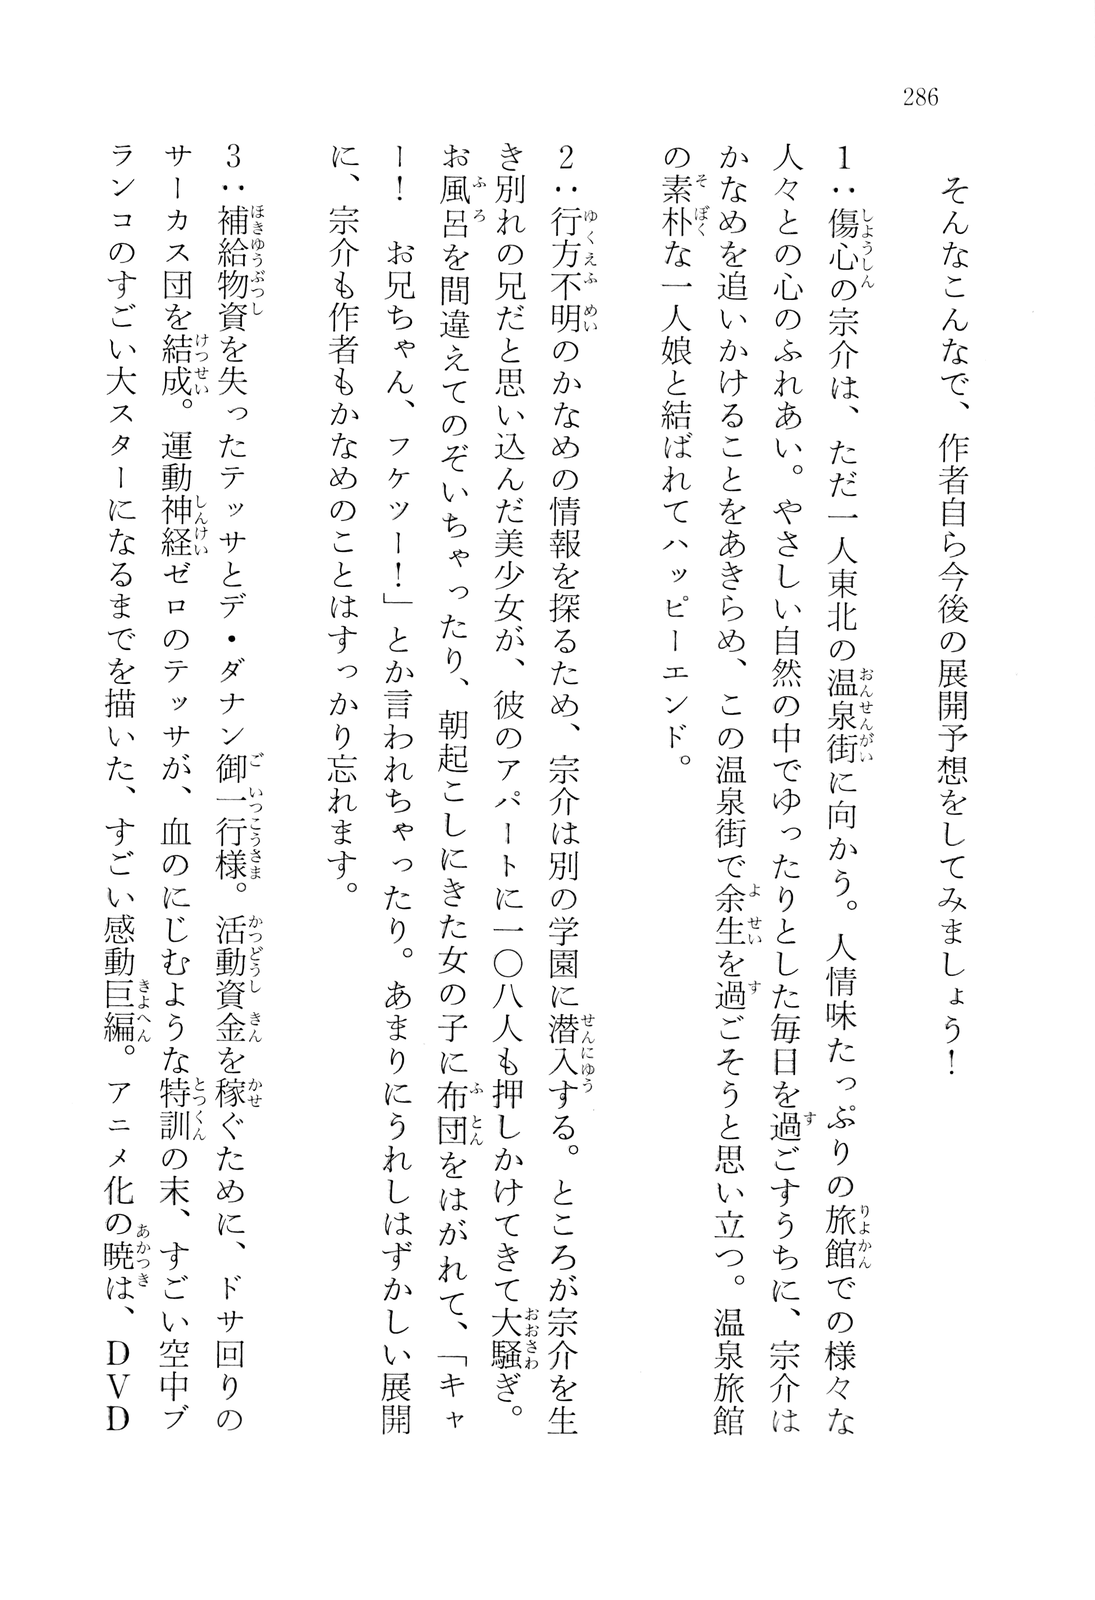 286
そんなこんなで、作者自ら今後の展開予想をしてみましょう！
1：傷心の宗介は、ただ一人東北の温泉街に向かう。人情味たっぷりの旅館での様々な
人々との心のふれあい。やさしい自然の中でゆったりとした毎日を過ごすうちに、宗介は
かなめを追いかけることをあきらめ、この温泉街で余生を過ごそうと思い立つ。温泉旅館
の素朴な一人娘と結ばれてハッピーエンド。
2：行方不明のかなめの情報を探るため、宗介は別の学園に潜入する。ところが宗介を生
き別れの兄だと思い込んだ美少女が、彼のアパートに一〇八人も押しかけてきて大騒ぎ。
お風呂を間違えてのぞいちゃったり、朝起こしにきた女の子に布団をはがれて、「キャ
ー！　お兄ちゃん、フケツー！」とか言われちゃったり。あまりにうれしはずかしい展開
に、宗介も作者もかなめのことはすっかり忘れます。
3：補給物資を失ったテッサとデ・ダナン御一行様。活動資金を稼ぐために、ドサ回りの
サーカス団を結成。運動神経ゼロのテッサが、血のにじむような特訓の末、すごい空中ブ
ランコのすごい大スターになるまでを描いた、すごい感動巨編。アニメ化の暁は、DVD